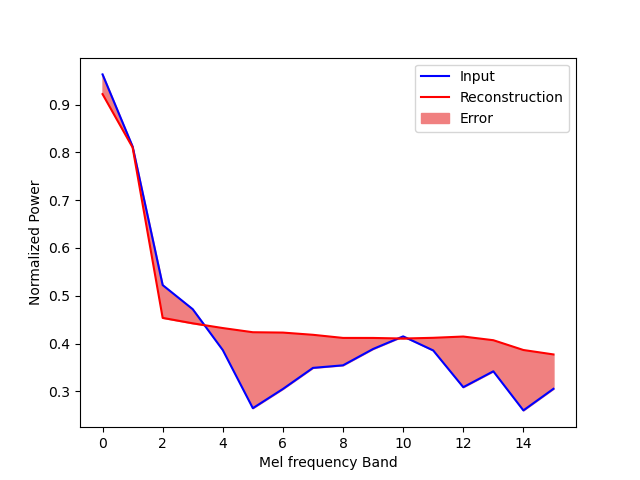 Input
Reconstruction
Error
Normalized Power
0.9
0.8
0.7
0.6
0.5
0.4
0.3
0 2 4 6 8 10 12 14
Mel frequency Band